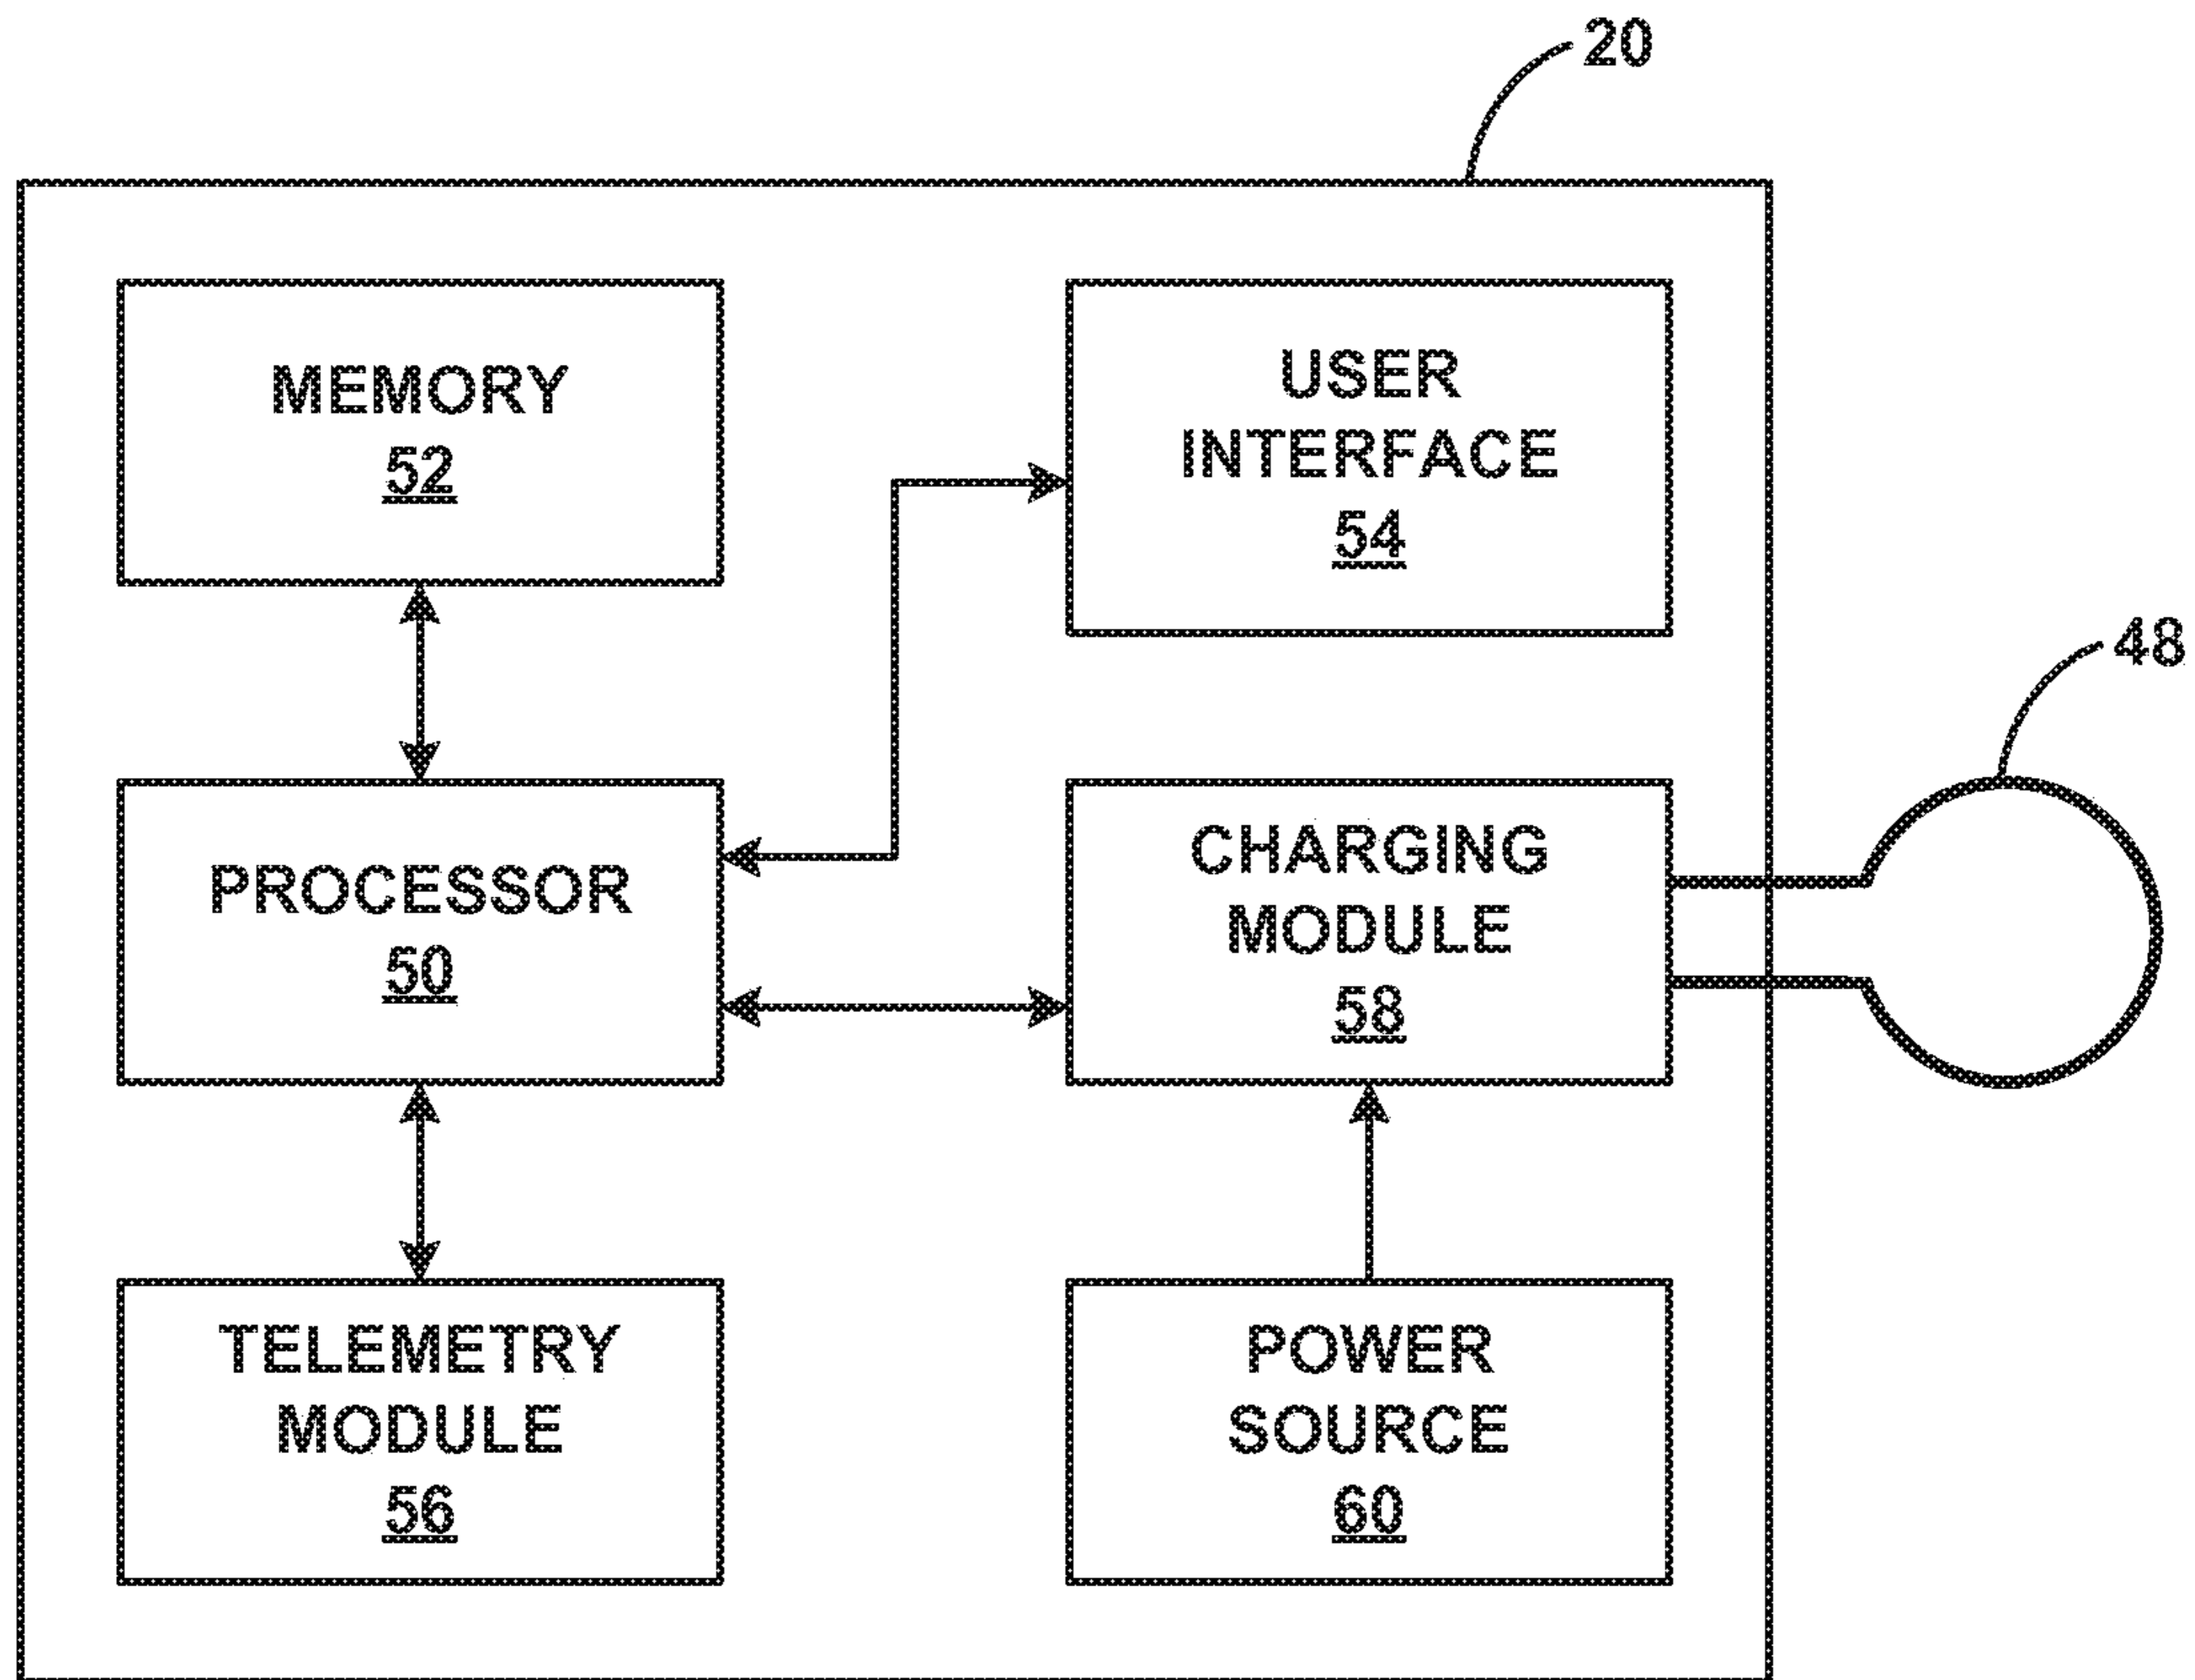 20
MEMORY
52
USER
INTERFACE
54
48
PROCESSOR
50
CHARGING
MODULE
58
TELEMETRY
MODULE
56
POWER
SOURCE
60